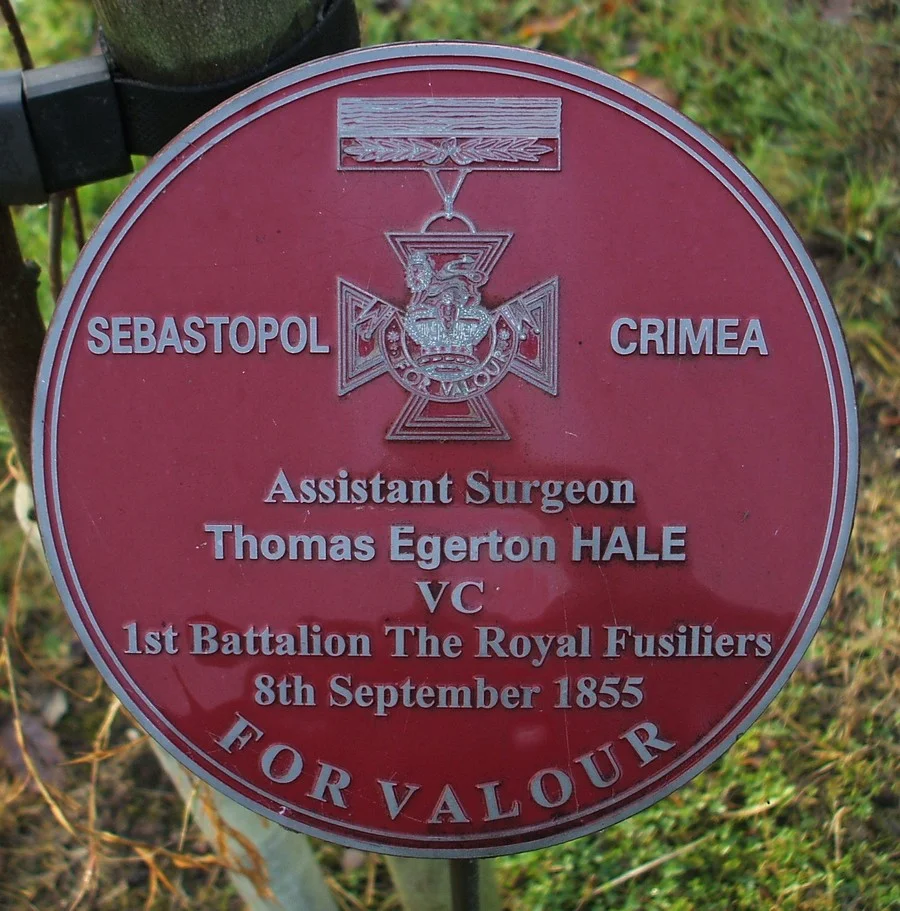 SEBASTOPOL CRIMEA
FOR VALOUR
Assistant Surgeon
Thomas Egerton HALE
VC
1st Battalion The Royal Fusiliers
8th September 1855
FOR VALOUR